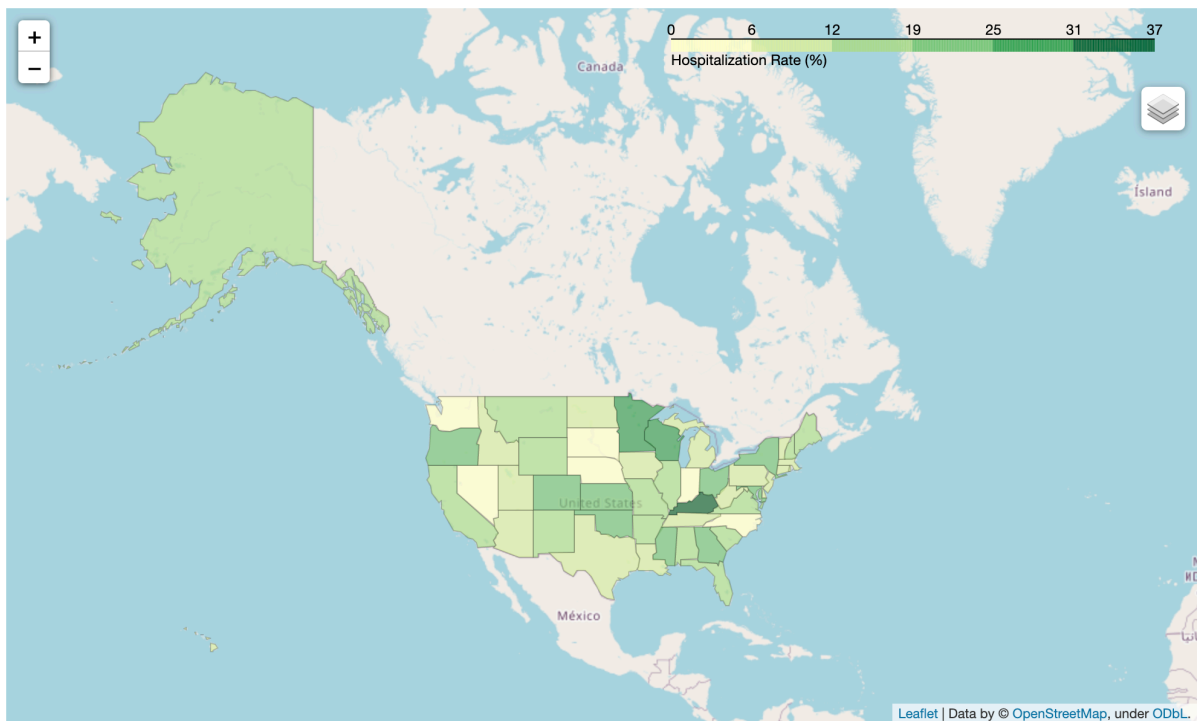 +
−
0 6 12 19 25 31 37
Hospitalization Rate (%)
Canada
Ísland
United States
México
Leaflet | Data by © OpenStreetMap, under ODbL.